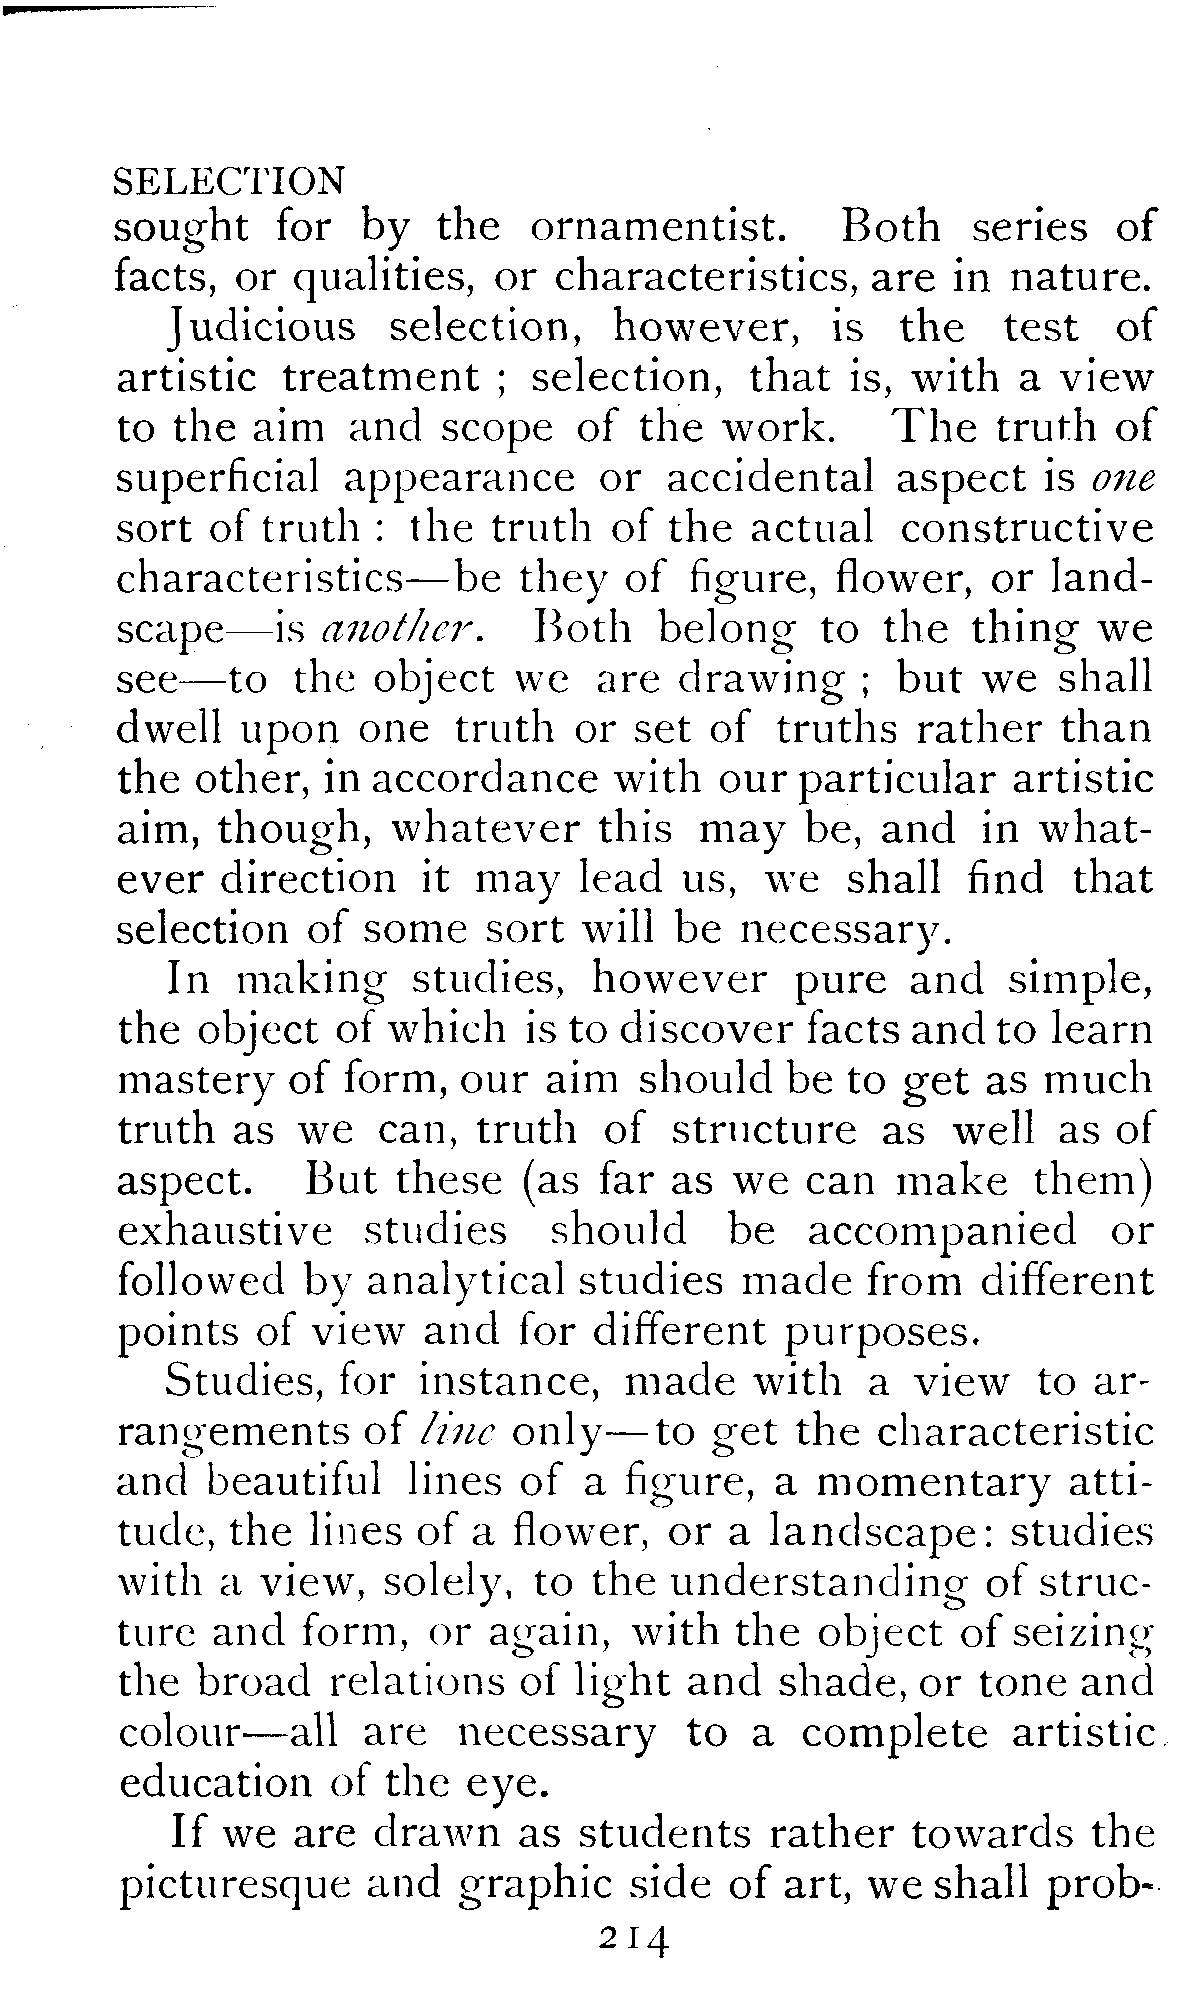 SELECTION
sought for by the ornamentist. Both series of
facts, or qualities, or characteristics, are in nature.
Judicious selection, however, is the test of
artistic treatment ; selection, that is, with a view
to the aim and scope of the work. The truth of
superficial appearance or accidental aspect is one
sort of truth : the truth of the actual constructive
characteristics—be they of figure, flower, or land-
scape—is another. Both belong to the thing we
see—to the object we are drawing ; but we shall
dwell upon one truth or set of truths rather than
the other, in accordance with our particular artistic
aim, though, whatever this may be, and in what-
ever direction it may lead us, we shall find that
selection of some sort will be necessary.
In making studies, however pure and simple,
the object of which is to discover facts and to learn
mastery of form, our aim should be to get as much
truth as we can, truth of structure as well as of
aspect. But these (as far as we can make them)
exhaustive studies should be accompanied or
followed by analytical studies made from different
points of view and for different purposes.
Studies, for instance, made with a view to ar-
rangements of line only—to get the characteristic
and beautiful lines of a figure, a momentary atti-
tude, the lines of a flower, or a landscape: studies
with a view, solely, to the understanding of struc-
ture and form, or again, with the object of seizing
the broad relations of light and shade, or tone and
colour—all are necessary to a complete artistic
education of the eye.
If we are drawn as students rather towards the
picturesque and graphic side of art, we shall prob-
214